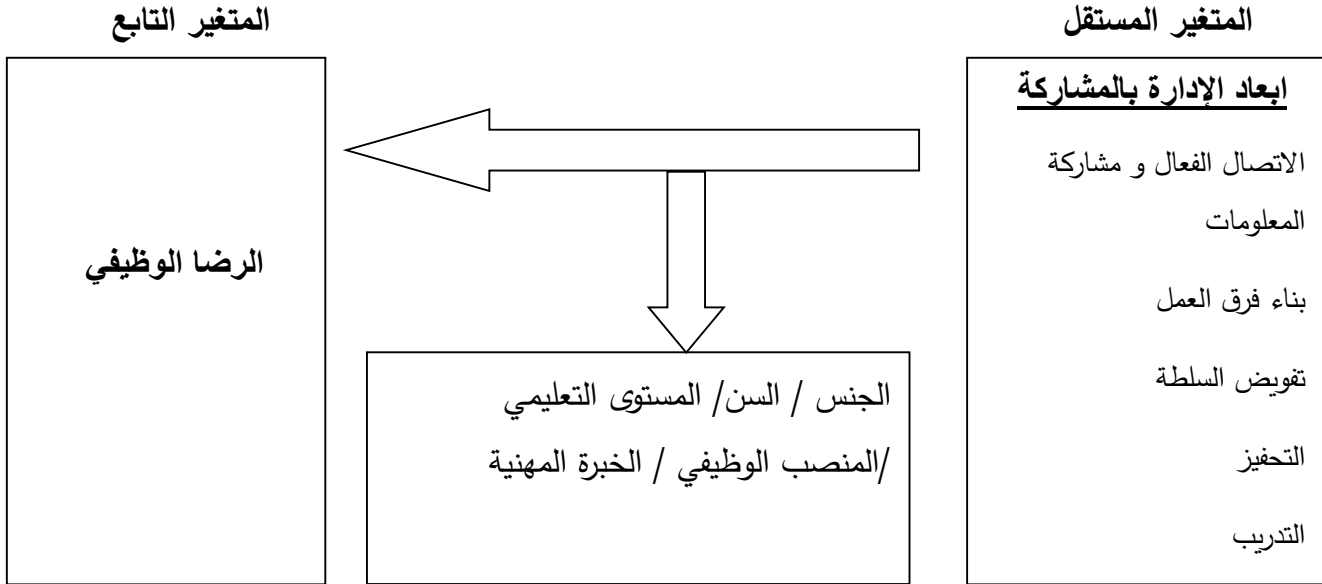 المتغير المستقل
المتغير التابع
ابعاد الإدارة بالمشاركة
الاتصال الفعال و مشاركة
المعلومات
بناء فرق العمل
تفويض السلطة
التحفيز
التدريب
الرضا الوظيفي
الجنس / السن/ المستوى التعليمي
/المنصب الوظيفي / الخبرة المهنية